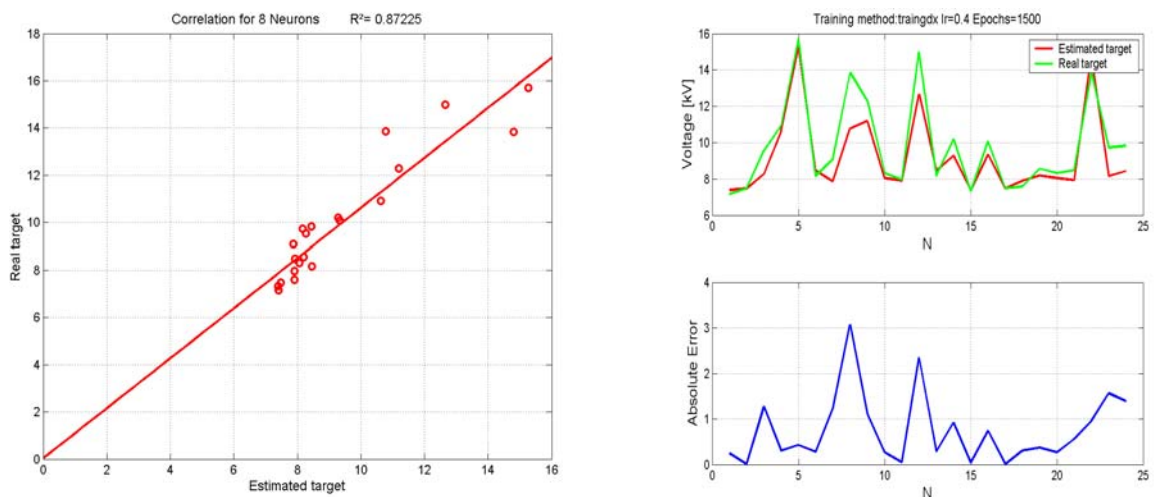 Correlation for 8 Neurons R²= 0.87225
18
16
14
12
10
8
6
4
2
0
Real target
0 2 4 6 8 10 12 14 16
Estimated target
Training method:traingdx lr=0.4 Epochs=1500
Estimated target
Real target
16
14
12
10
8
6
Voltage [kV]
0 5 10 15 20 25
N
4
3
2
1
0
Absolute Error
0 5 10 15 20 25
N